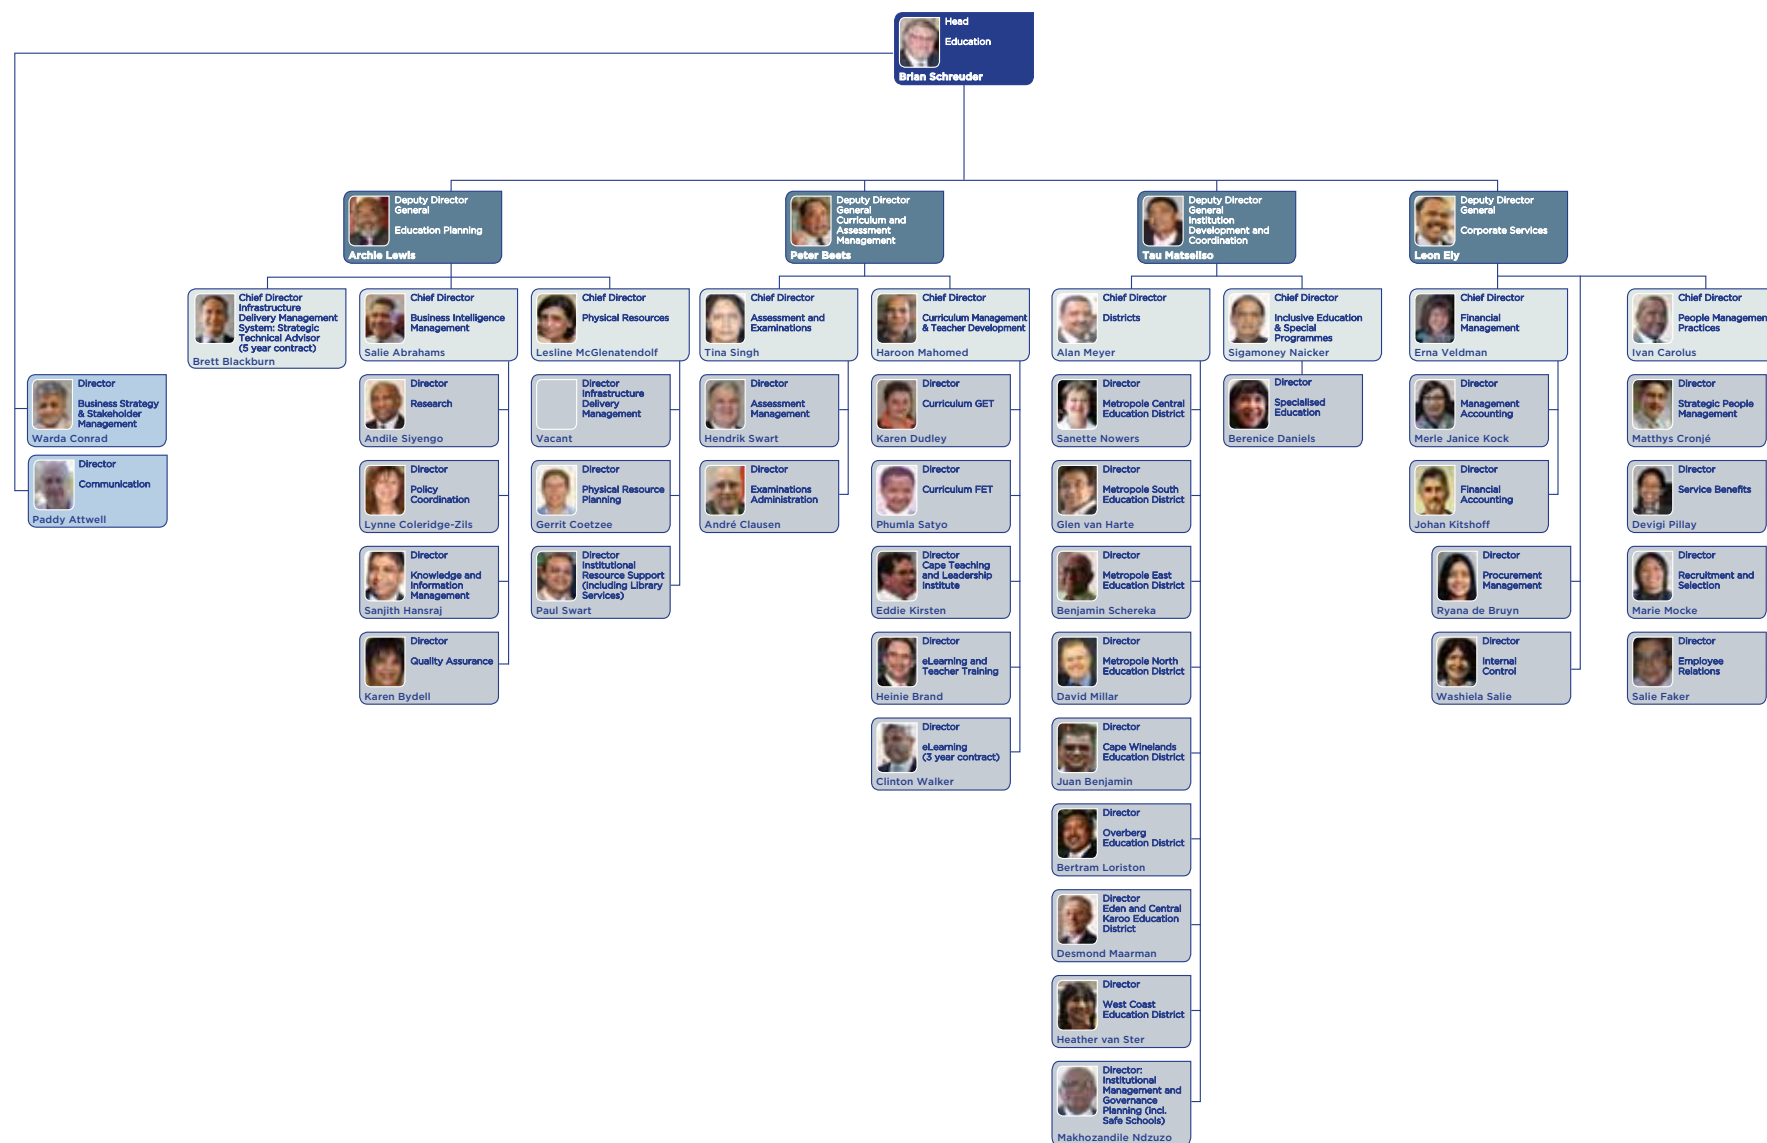 Head
Education
Brian Schreuder
Deputy Director
General
Education Planning
Archie Lewis
Deputy Director
General
Curriculum and
Assessment
Management
Peter Beets
Deputy Director
General
Institution
Development and
Coordination
Tau Matseliso
Deputy Director
General
Corporate Services
Leon Ely
Chief Director
Infrastructure
Delivery Management
System: Strategic
Technical Advisor
(5 year contract)
Brett Blackburn
Chief Director
Business Intelligence
Management
Salie Abrahams
Chief Director
Physical Resources
Lesline McGlenatendolf
Chief Director
Assessment and
Examinations
Tina Singh
Chief Director
Curriculum Management
& Teacher Development
Haroon Mahomed
Chief Director
Districts
Alan Meyer
Chief Director
Inclusive Education
& Special
Programmes
Sigamoney Naicker
Chief Director
Financial
Management
Erna Veldman
Chief Director
People Managemen
Practices
Ivan Carolus
Director
Business Strategy
& Stakeholder
Management
Warda Conrad
Director
Communication
Paddy Attwell
Director
Research
Andile Siyengo
Director
Policy
Coordination
Lynne Coleridge-Zils
Director
Knowledge and
Information
Management
Sanjith Hansraj
Director
Quality Assurance
Karen Bydell
Director
Infrastructure
Delivery
Management
Vacant
Director
Physical Resource
Planning
Gerrit Coetzee
Director
Institutional
Resource Support
(including Library
Services)
Paul Swart
Director
Assessment
Management
Hendrik Swart
Director
Examinations
Administration
André Clausen
Director
Curriculum GET
Karen Dudley
Director
Curriculum FET
Phumla Satyo
Director
Cape Teaching
and Leadership
Institute
Eddie Kirsten
Director
eLearning and
Teacher Training
Heinie Brand
Director
eLearning
(3 year contract)
Clinton Walker
Director
Metropole Central
Education District
Sanette Nowers
Director
Metropole South
Education District
Glen van Harte
Director
Metropole East
Education District
Benjamin Schereka
Director
Metropole North
Education District
David Millar
Director
Cape Winelands
Education District
Juan Benjamin
Director
Overberg
Education District
Bertram Loriston
Director
Eden and Central
Karoo Education
District
Desmond Maarman
Director
West Coast
Education District
Heather van Ster
Director:
Institutional
Management and
Governance
Planning (incl.
Safe Schools)
Makhozandile Ndzuzo
Director
Specialised
Education
Berenice Daniels
Director
Management
Accounting
Merle Janice Kock
Director
Financial
Accounting
Johan Kitshoff
Director
Procurement
Management
Ryana de Bruyn
Director
Internal
Control
Washiela Salie
Director
Strategic People
Management
Matthys Cronjé
Director
Service Benefits
Devigi Pillay
Director
Recruitment and
Selection
Marie Mocke
Director
Employee
Relations
Salie Faker